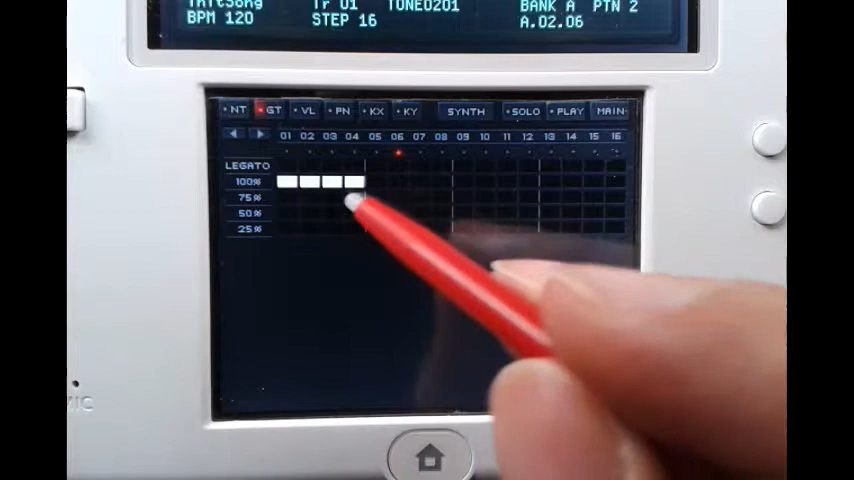 InitSong Tr 01 TONE0201 BANK A PTN 2
BPM 120 STEP 16 A.02.06
NT GT VL PN KX KY SYNTH SOLO PLAY MAIN
01 02 03 04 05 06 07 08 09 10 11 12 13 14 15 16
LEGATO
100%
75%
50%
25%